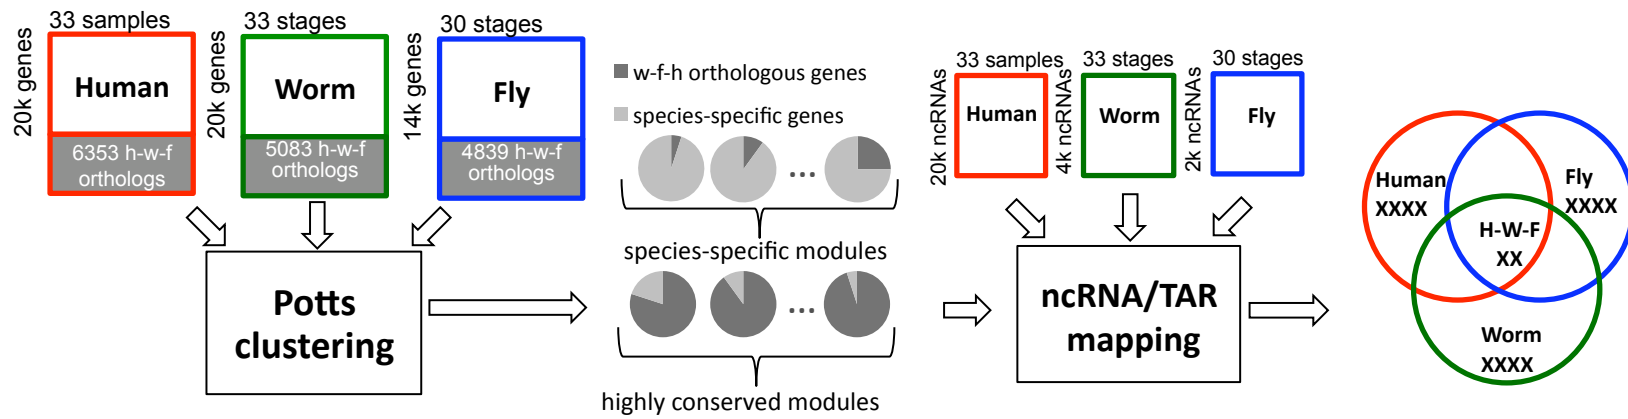 33 samples
20k genes
Human
6353 h-w-f
orthologs
33 stages
20k genes
Worm
5083 h-w-f
orthologs
30 stages
14k genes
Fly
4839 h-w-f
orthologs
Potts
clustering
w-f-h orthologous genes
species-specific genes
...
species-specific modules
...
highly conserved modules
33 samples
20k ncRNAs
Human
33 stages
4k ncRNAs
Worm
30 stages
2k ncRNAs
Fly
ncRNA/TAR
mapping
Human
XXXX
Fly
XXXX
H-W-F
XX
Worm
XXXX